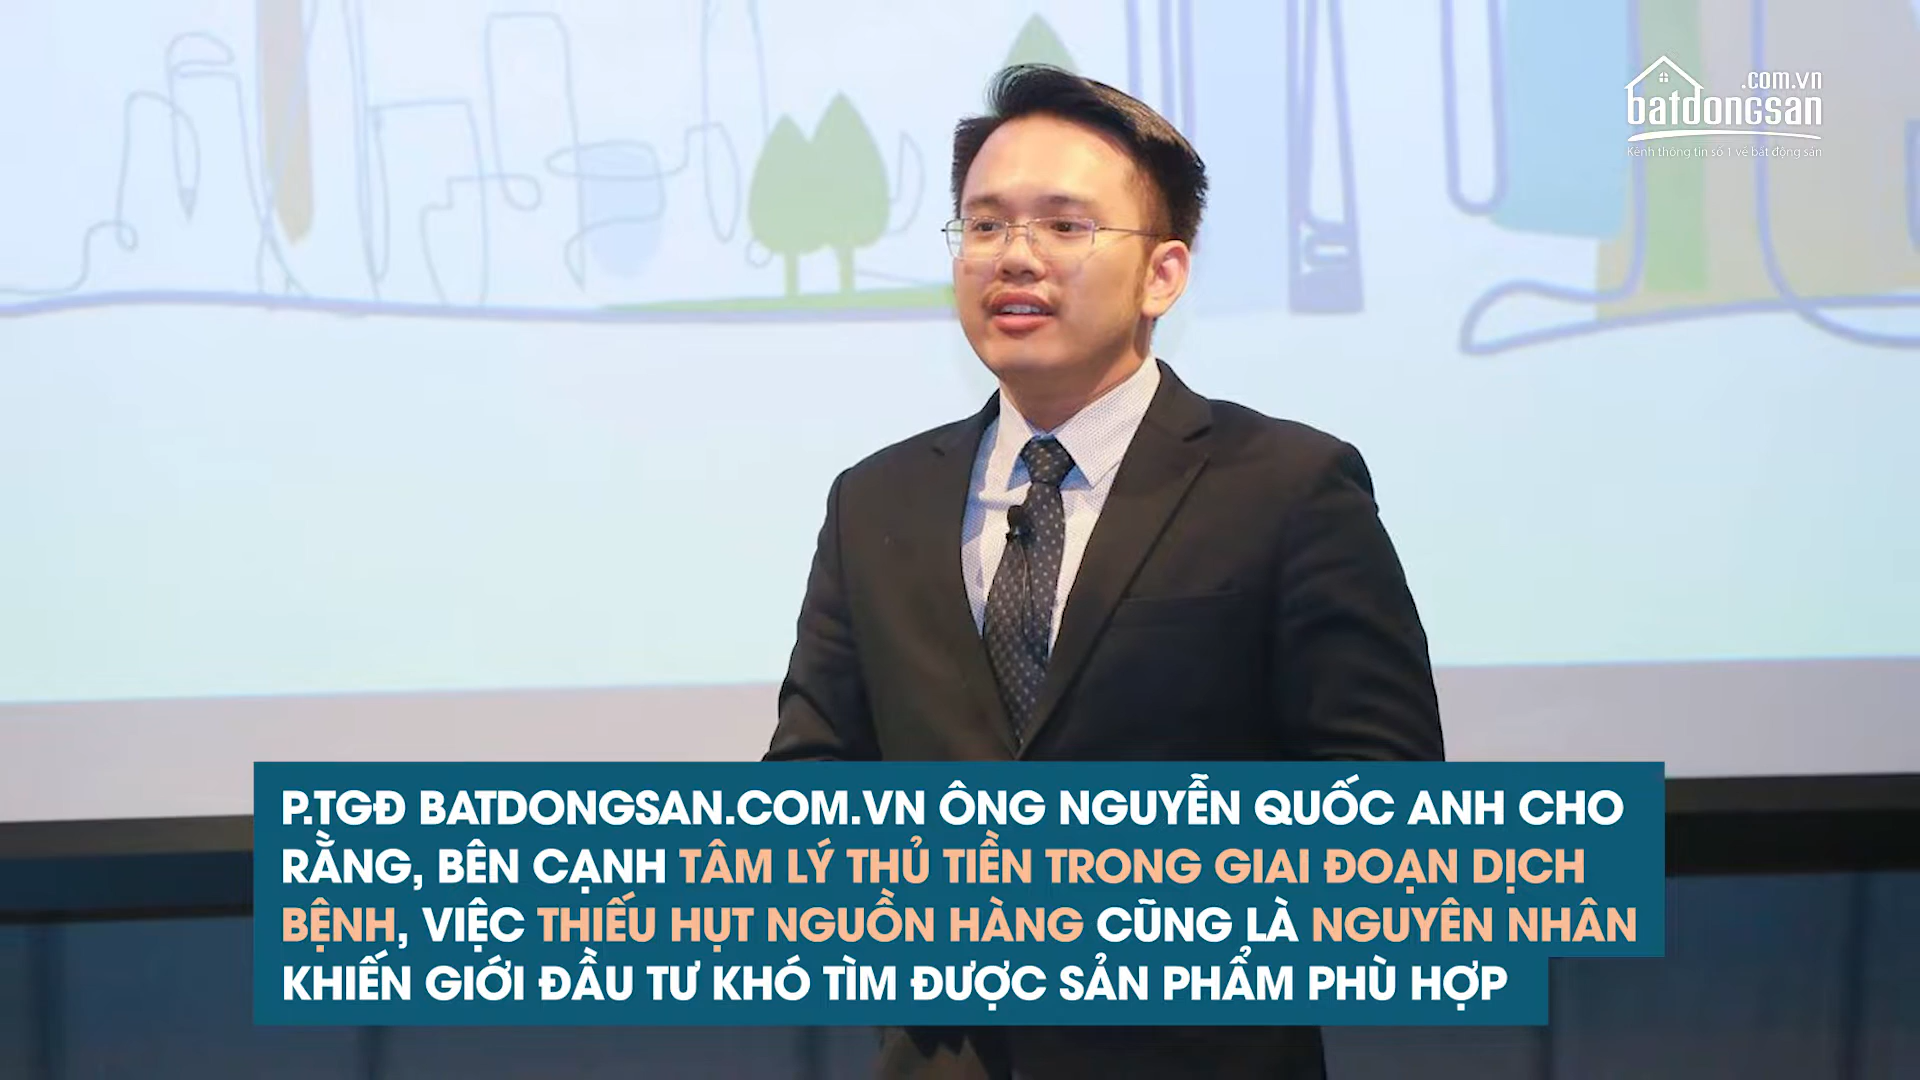 .com.vn
batdongsan
Kênh thông tin số 1 về bất động sản
P.TGĐ BATDONGSAN.COM.VN ÔNG NGUYỄN QUỐC ANH CHO
RẰNG, BÊN CẠNH TÂM LÝ THỦ TIỀN TRONG GIAI ĐOẠN DỊCH
BỆNH, VIỆC THIẾU HỤT NGUỒN HÀNG CŨNG LÀ NGUYÊN NHÂN
KHIẾN GIỚI ĐẦU TƯ KHÓ TÌM ĐƯỢC SẢN PHẨM PHÙ HỢP